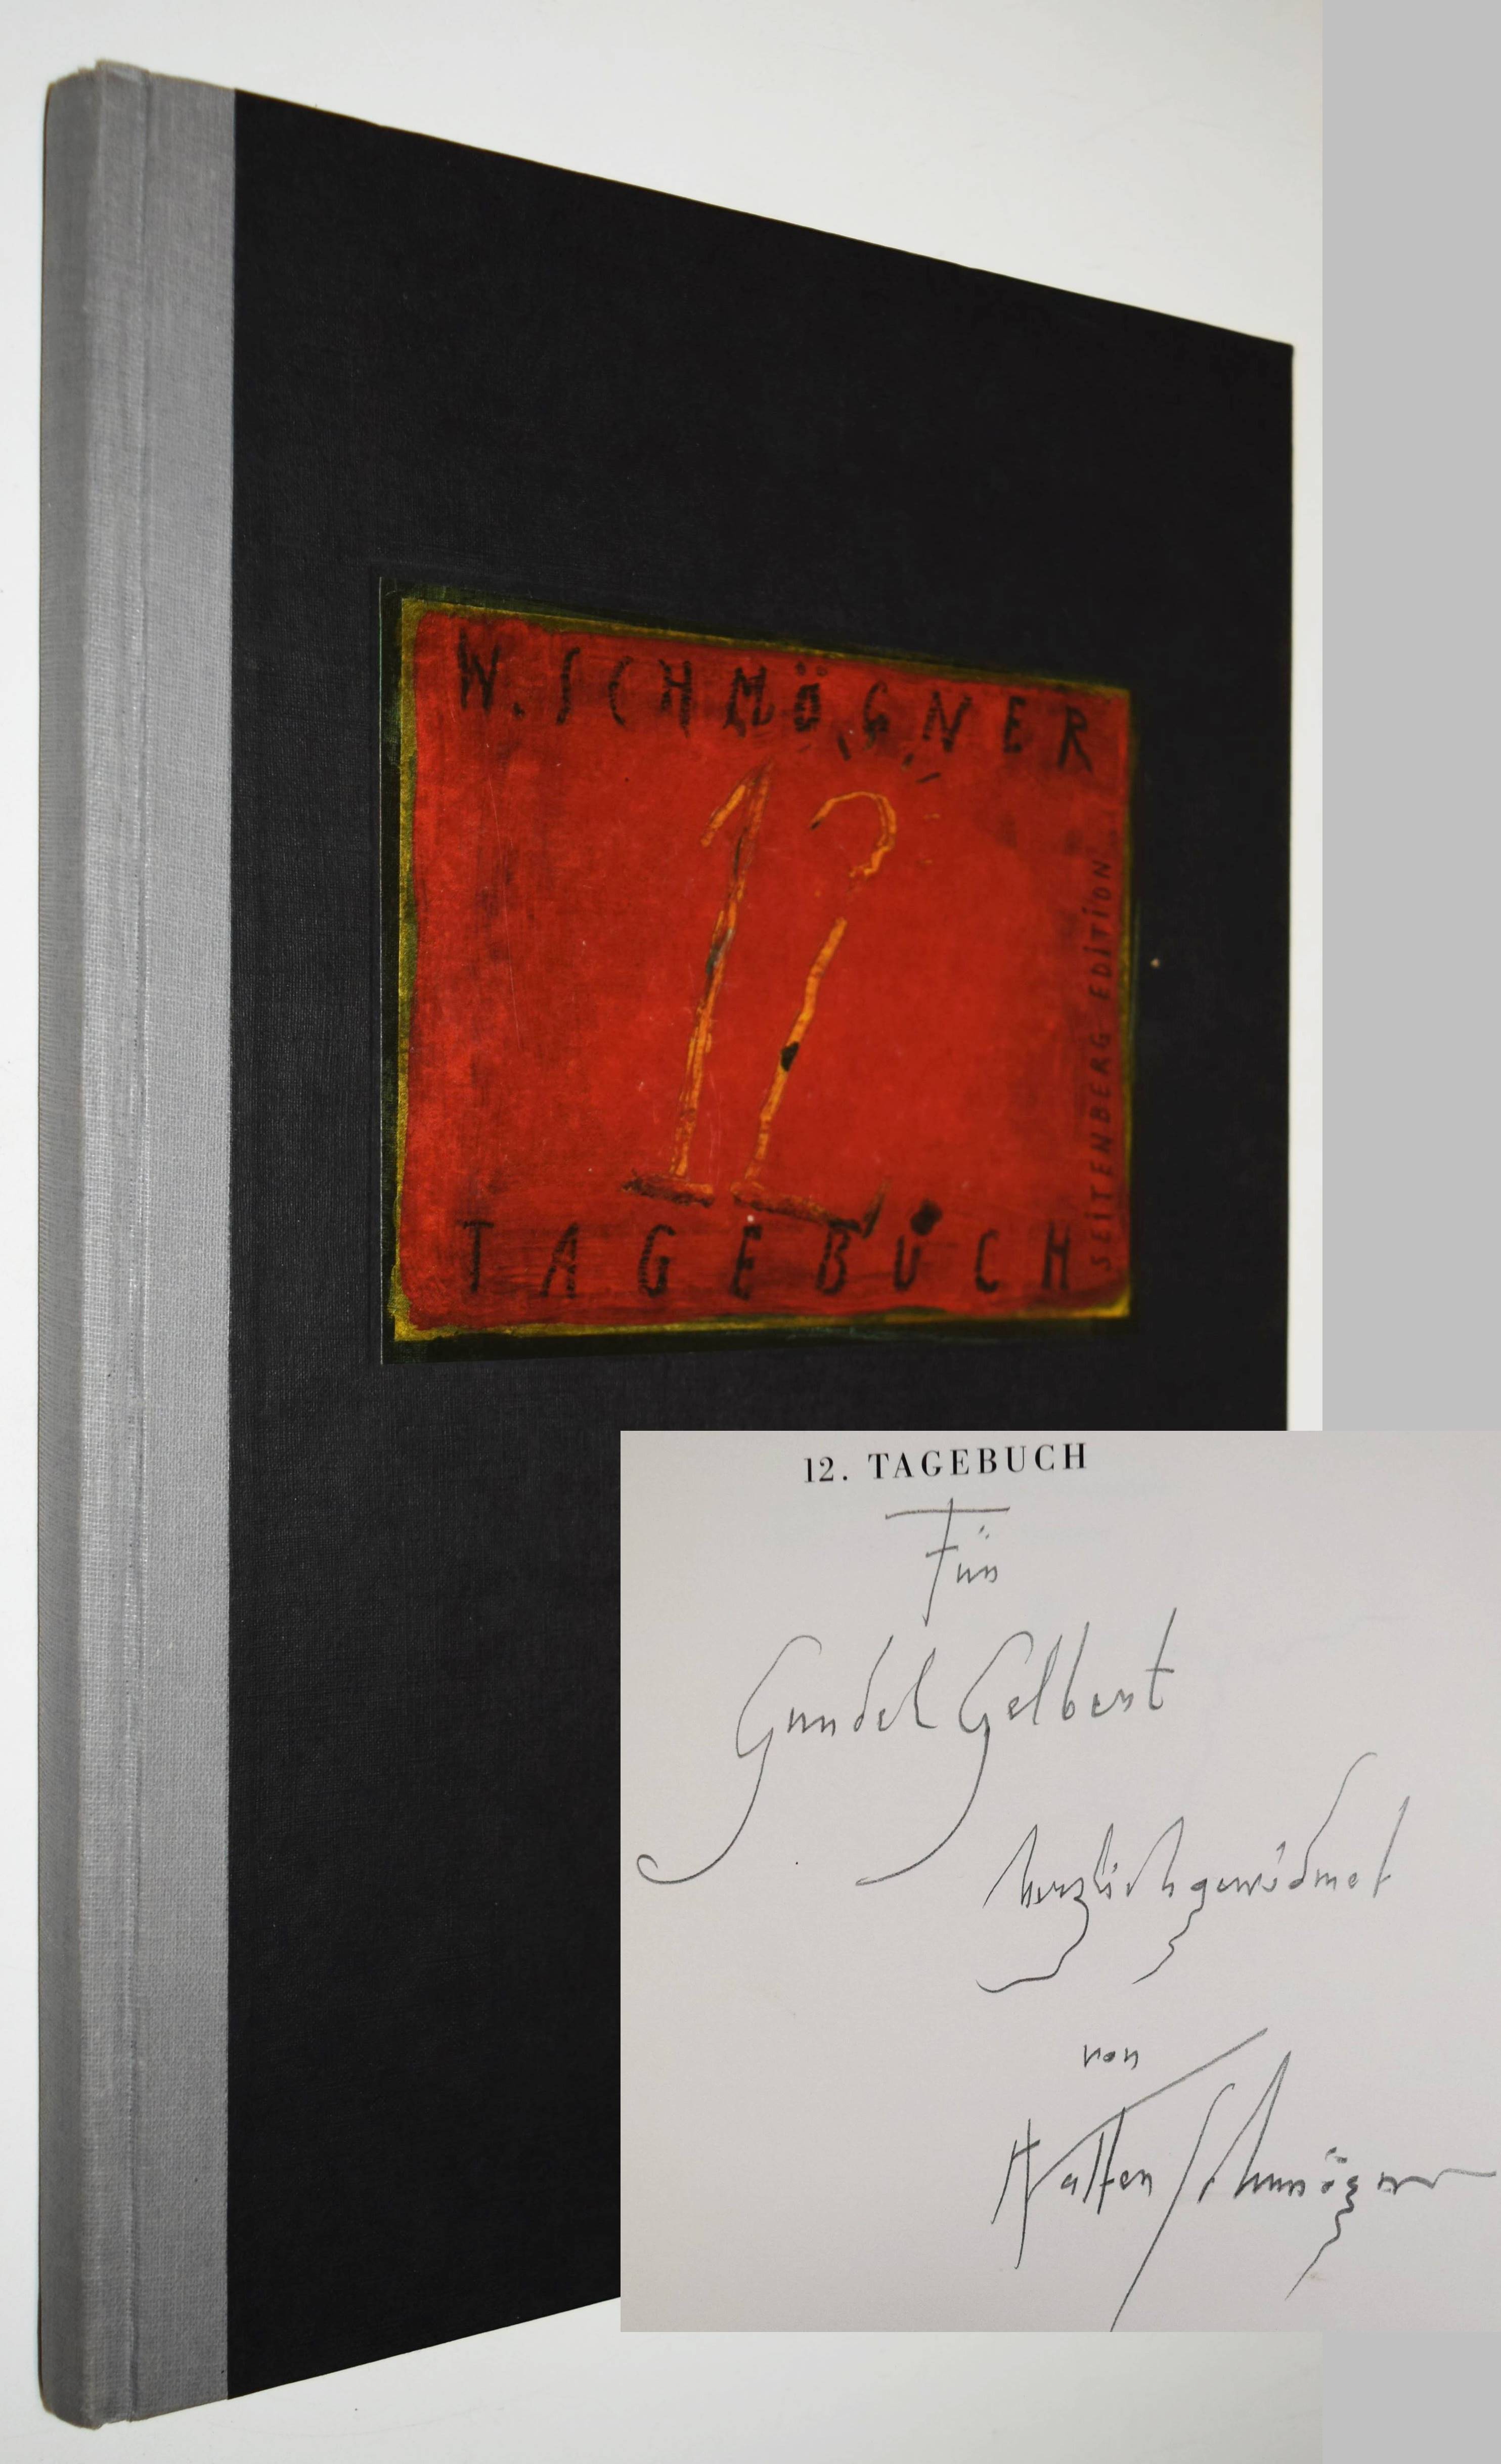 W. SCHMÖGNER
12
TAGEBUCH
SEITENBERG EDITION
12. TAGEBUCH
Für
Gundel Gelbert
herzlich gewidmet
von
Walter Schmögner